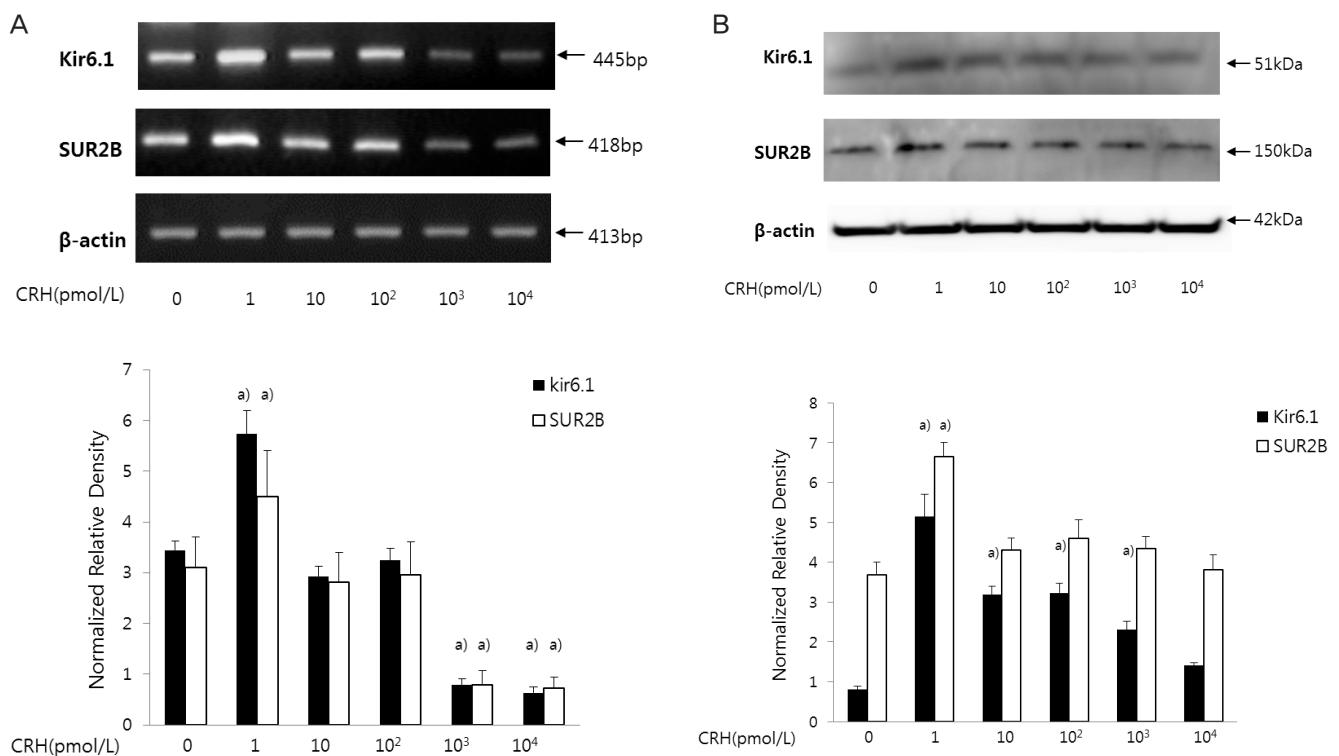 A
Kir6.1
445bp
SUR2B
418bp
β-actin
413bp
CRH(pmol/L) 0 1 10 10² 10³ 10⁴
7
6
5
4
3
2
1
0
Normalized Relative Density
a) a)
a) a)
a) a)
kir6.1
SUR2B
CRH(pmol/L) 0 1 10 10² 10³ 10⁴
B
Kir6.1
51kDa
SUR2B
150kDa
β-actin
42kDa
CRH(pmol/L) 0 1 10 10² 10³ 10⁴
8
7
6
5
4
3
2
1
0
Normalized Relative Density
a) a)
a)
a)
a)
Kir6.1
SUR2B
CRH(pmol/L) 0 1 10 10² 10³ 10⁴